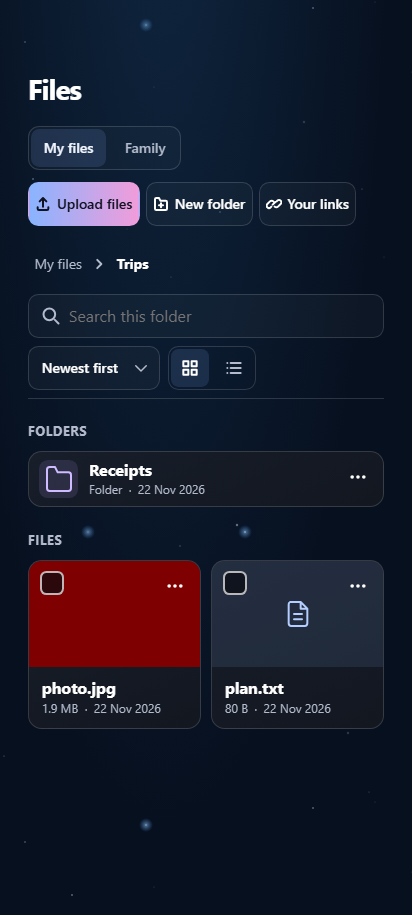 Files
My files Family
Upload files New folder Your links
My files Trips
Search this folder
Newest first
FOLDERS
Receipts
Folder · 22 Nov 2026
FILES
photo.jpg
1.9 MB · 22 Nov 2026
plan.txt
80 B · 22 Nov 2026